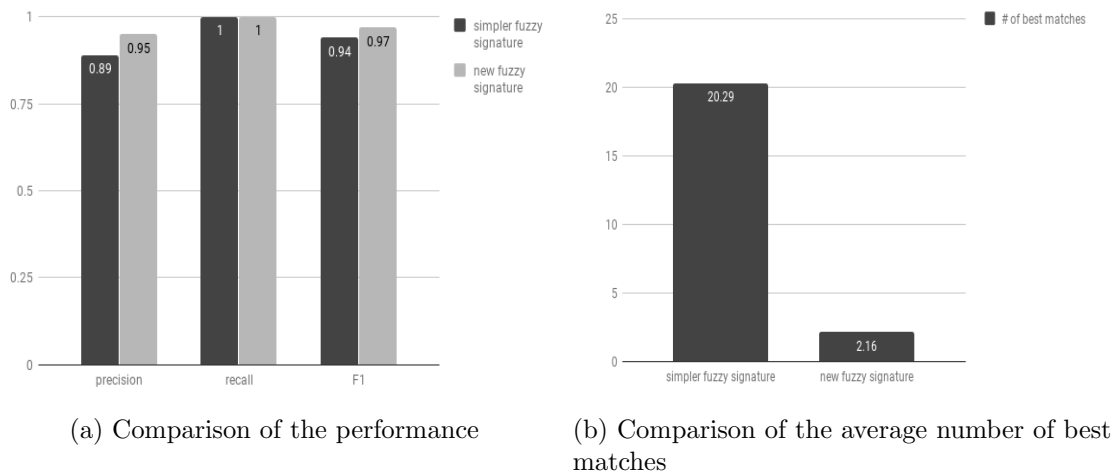 1
0.75
0.5
0.25
0
0.89
0.95
1
1
0.94
0.97
precision
recall
F1
simpler fuzzy
signature
new fuzzy
signature
(a) Comparison of the performance
25
20
15
10
5
0
20.29
2.16
simpler fuzzy signature
new fuzzy signature
# of best matches
(b) Comparison of the average number of best
matches